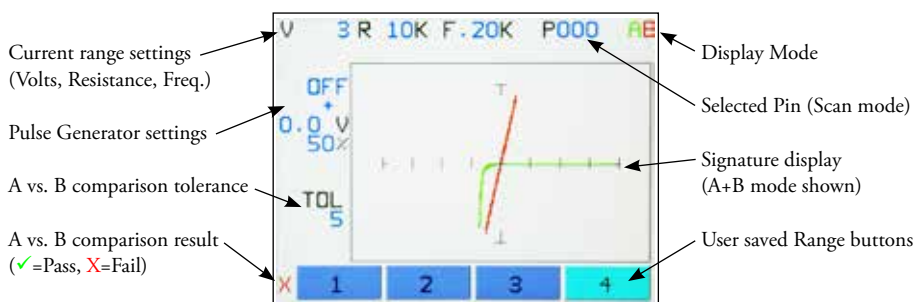 Current range settings
(Volts, Resistance, Freq.)
Pulse Generator settings
A vs. B comparison tolerance
A vs. B comparison result
(✓=Pass, X=Fail)
V 3 R 10K F.20K P000 AB
OFF
+
0.0 V
50%
TOL
5
X 1 2 3 4
Display Mode
Selected Pin (Scan mode)
Signature display
(A+B mode shown)
User saved Range buttons